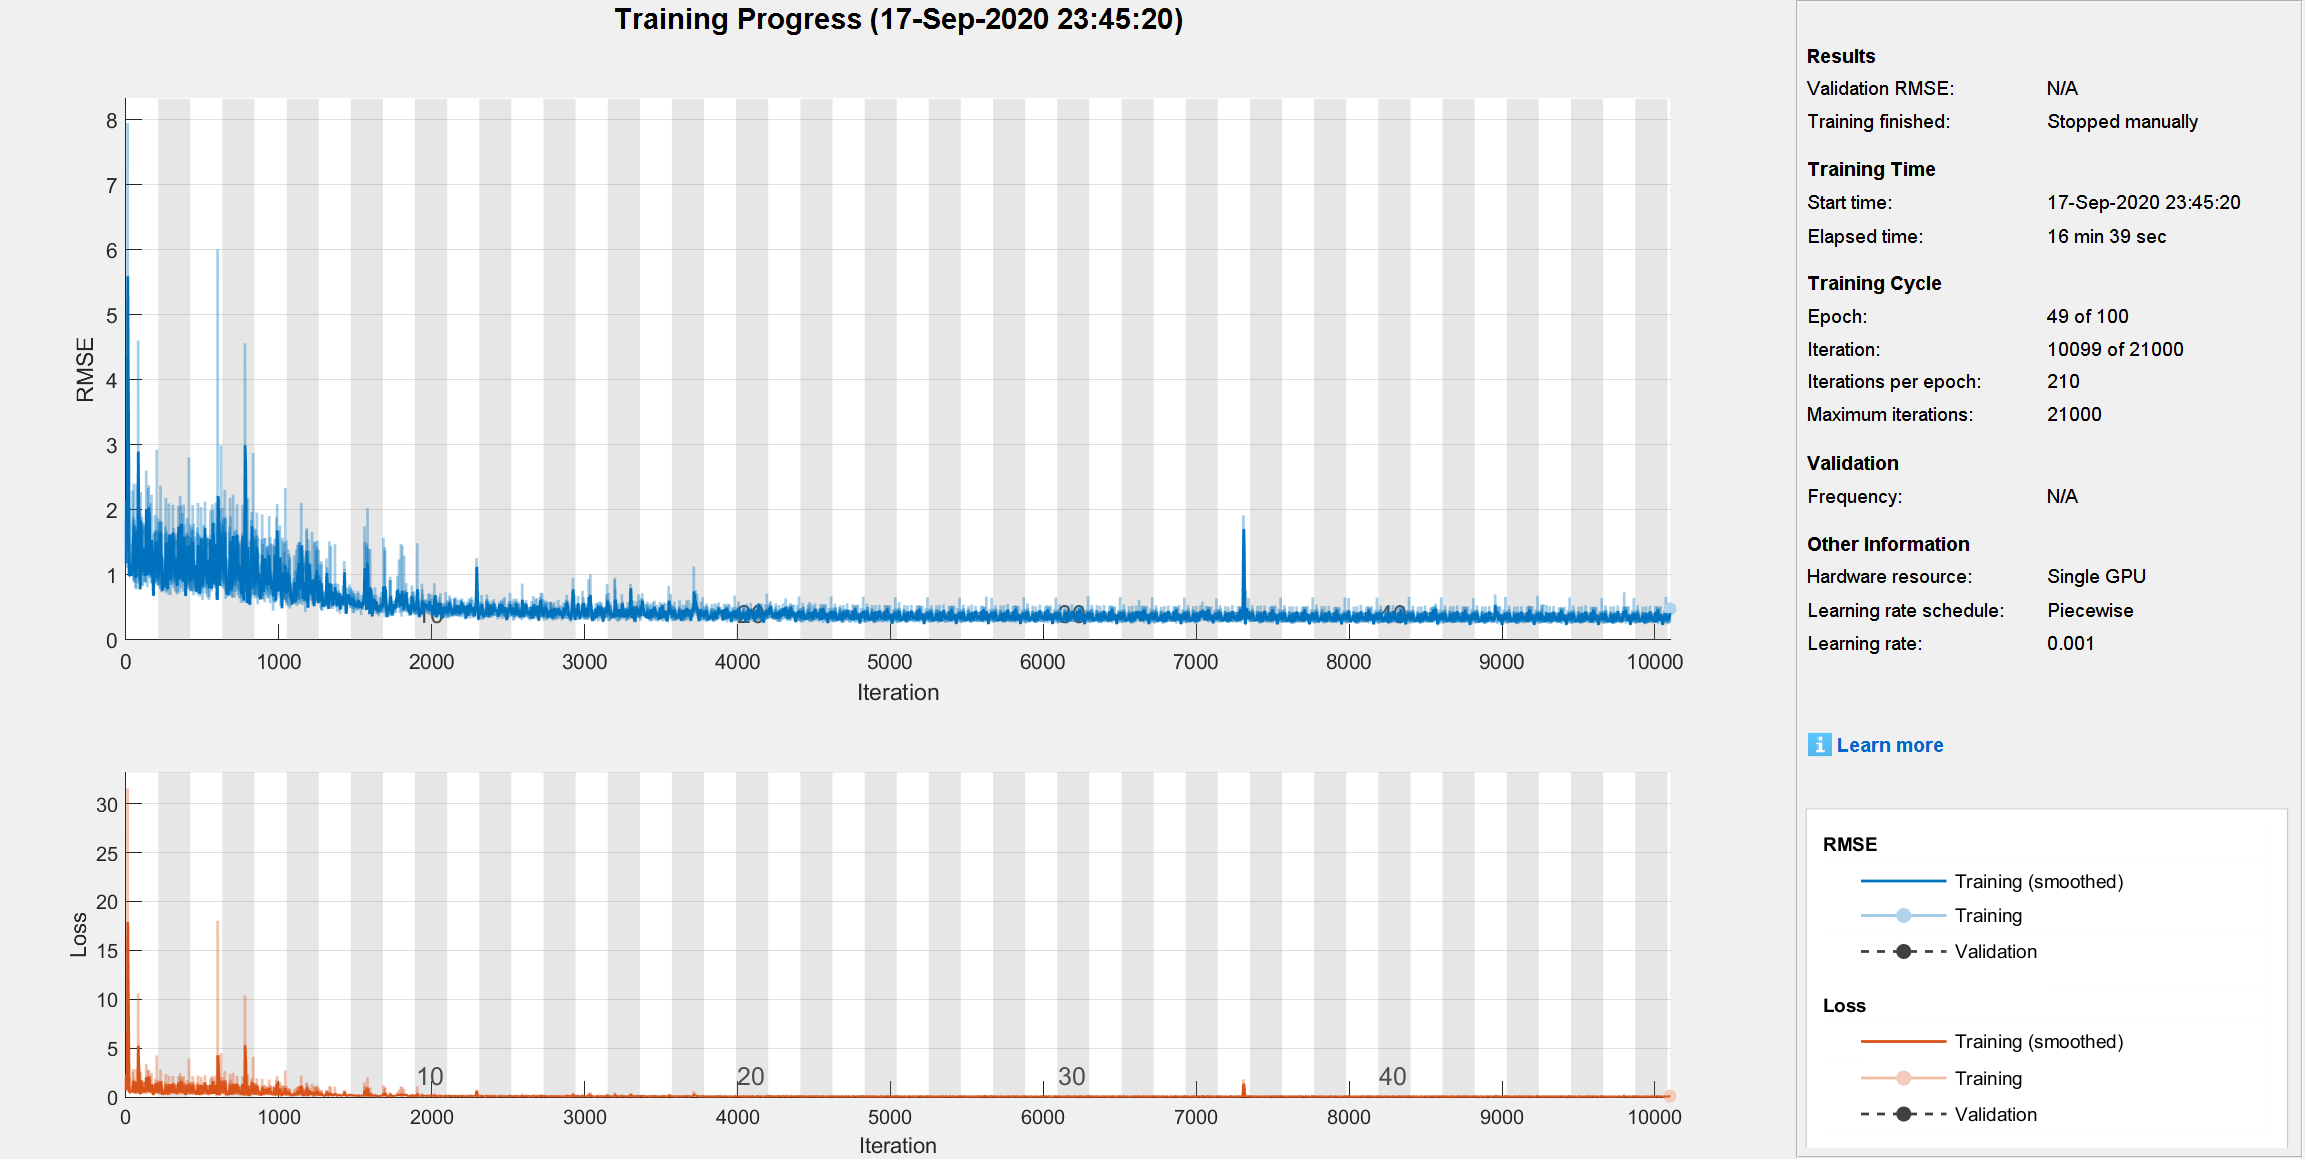 Training Progress (17-Sep-2020 23:45:20)
8
7
6
5
4
3
2
1
0
RMSE
10
20
30
40
0 1000 2000 3000 4000 5000 6000 7000 8000 9000 10000
Iteration
30
25
20
15
10
5
0
Loss
10
20
30
40
0 1000 2000 3000 4000 5000 6000 7000 8000 9000 10000
Iteration
Results
Validation RMSE: N/A
Training finished: Stopped manually
Training Time
Start time: 17-Sep-2020 23:45:20
Elapsed time: 16 min 39 sec
Training Cycle
Epoch: 49 of 100
Iteration: 10099 of 21000
Iterations per epoch: 210
Maximum iterations: 21000
Validation
Frequency: N/A
Other Information
Hardware resource: Single GPU
Learning rate schedule: Piecewise
Learning rate: 0.001
i Learn more
RMSE
Training (smoothed)
Training
Validation
Loss
Training (smoothed)
Training
Validation